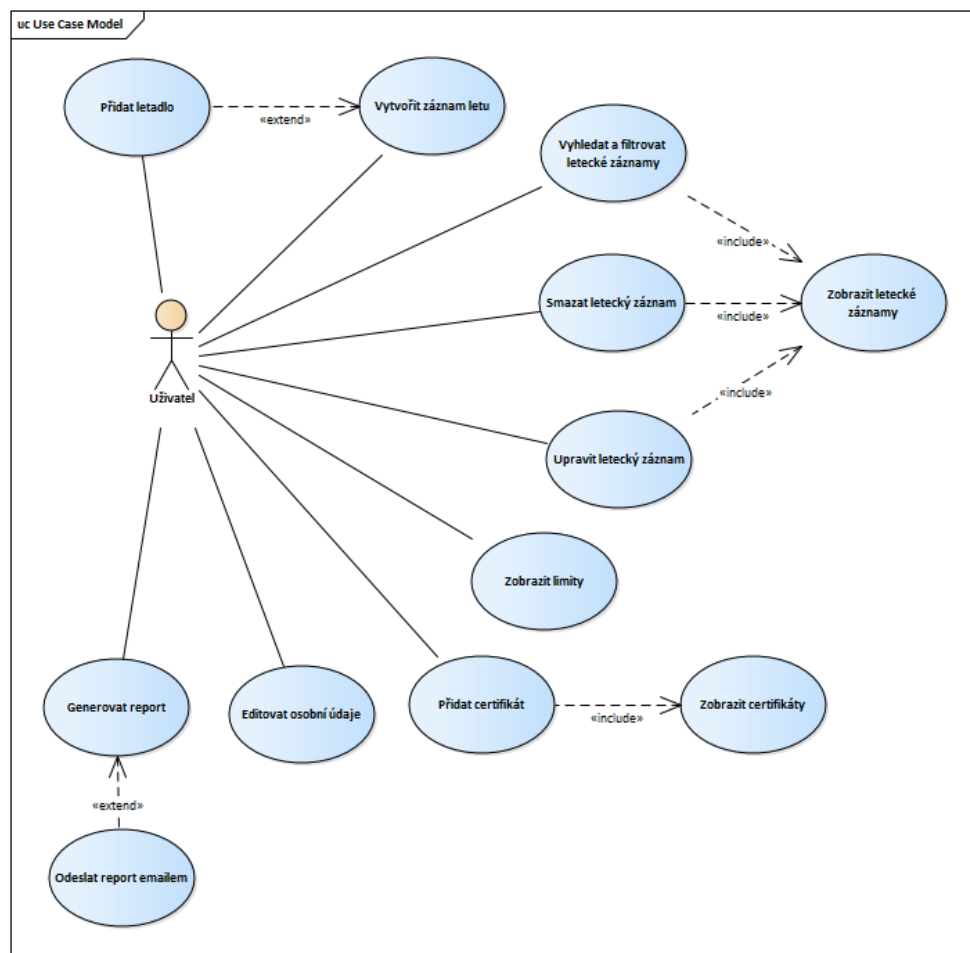 uc Use Case Model
Přidat letadlo
«extend»
Vytvořit záznam letu
Vyhledat a filtrovat
letecké záznamy
«include»
Smazat letecký záznam
«include»
Zobrazit letecké
záznamy
«include»
Uživatel
Upravit letecký záznam
Zobrazit limity
Generovat report
Editovat osobní údaje
Přidat certifikát
«include»
Zobrazit certifikáty
«extend»
Odeslat report emailem